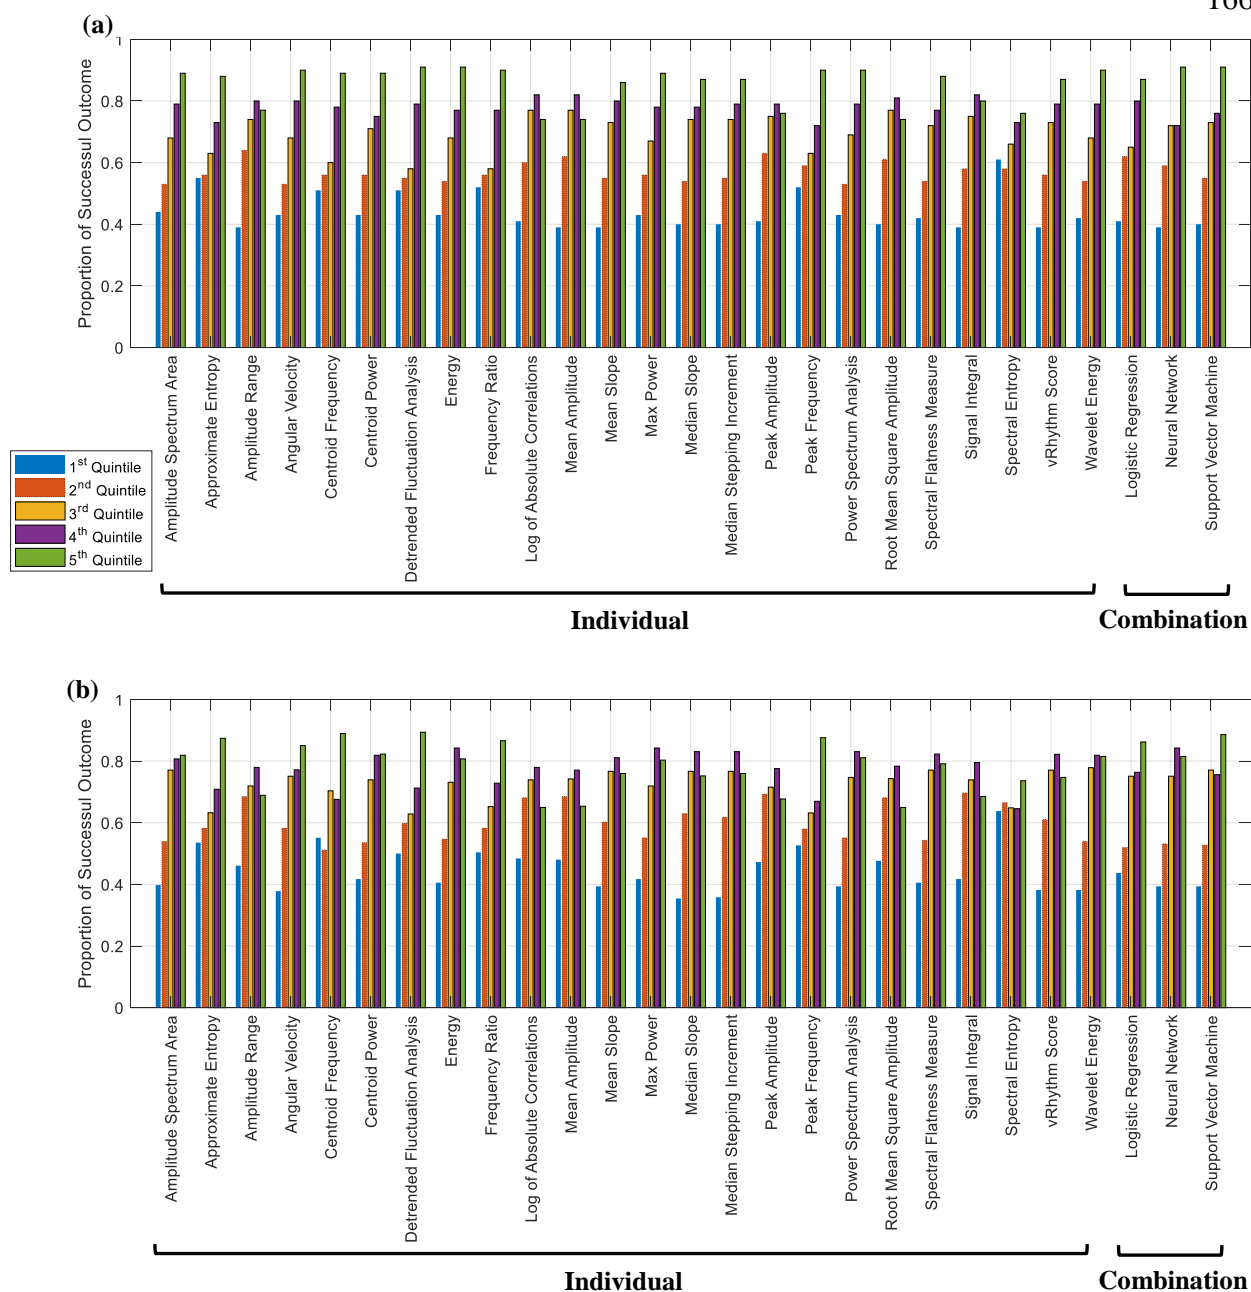 166
(a)
1
0.8
0.6
0.4
0.2
0
Proportion of Successul Outcome
Amplitude Spectrum Area
Approximate Entropy
Amplitude Range
Angular Velocity
Centroid Frequency
Centroid Power
Detrended Fluctuation Analysis
Energy
Frequency Ratio
Log of Absolute Correlations
Mean Amplitude
Mean Slope
Max Power
Median Slope
Median Stepping Increment
Peak Amplitude
Peak Frequency
Power Spectrum Analysis
Root Mean Square Amplitude
Spectral Flatness Measure
Signal Integral
Spectral Entropy
vRhythm Score
Wavelet Energy
Logistic Regression
Neural Network
Support Vector Machine
1st Quintile
2nd Quintile
3rd Quintile
4th Quintile
5th Quintile
Individual
Combination
(b)
1
0.8
0.6
0.4
0.2
0
Proportion of Successul Outcome
Amplitude Spectrum Area
Approximate Entropy
Amplitude Range
Angular Velocity
Centroid Frequency
Centroid Power
Detrended Fluctuation Analysis
Energy
Frequency Ratio
Log of Absolute Correlations
Mean Amplitude
Mean Slope
Max Power
Median Slope
Median Stepping Increment
Peak Amplitude
Peak Frequency
Power Spectrum Analysis
Root Mean Square Amplitude
Spectral Flatness Measure
Signal Integral
Spectral Entropy
vRhythm Score
Wavelet Energy
Logistic Regression
Neural Network
Support Vector Machine
Individual
Combination